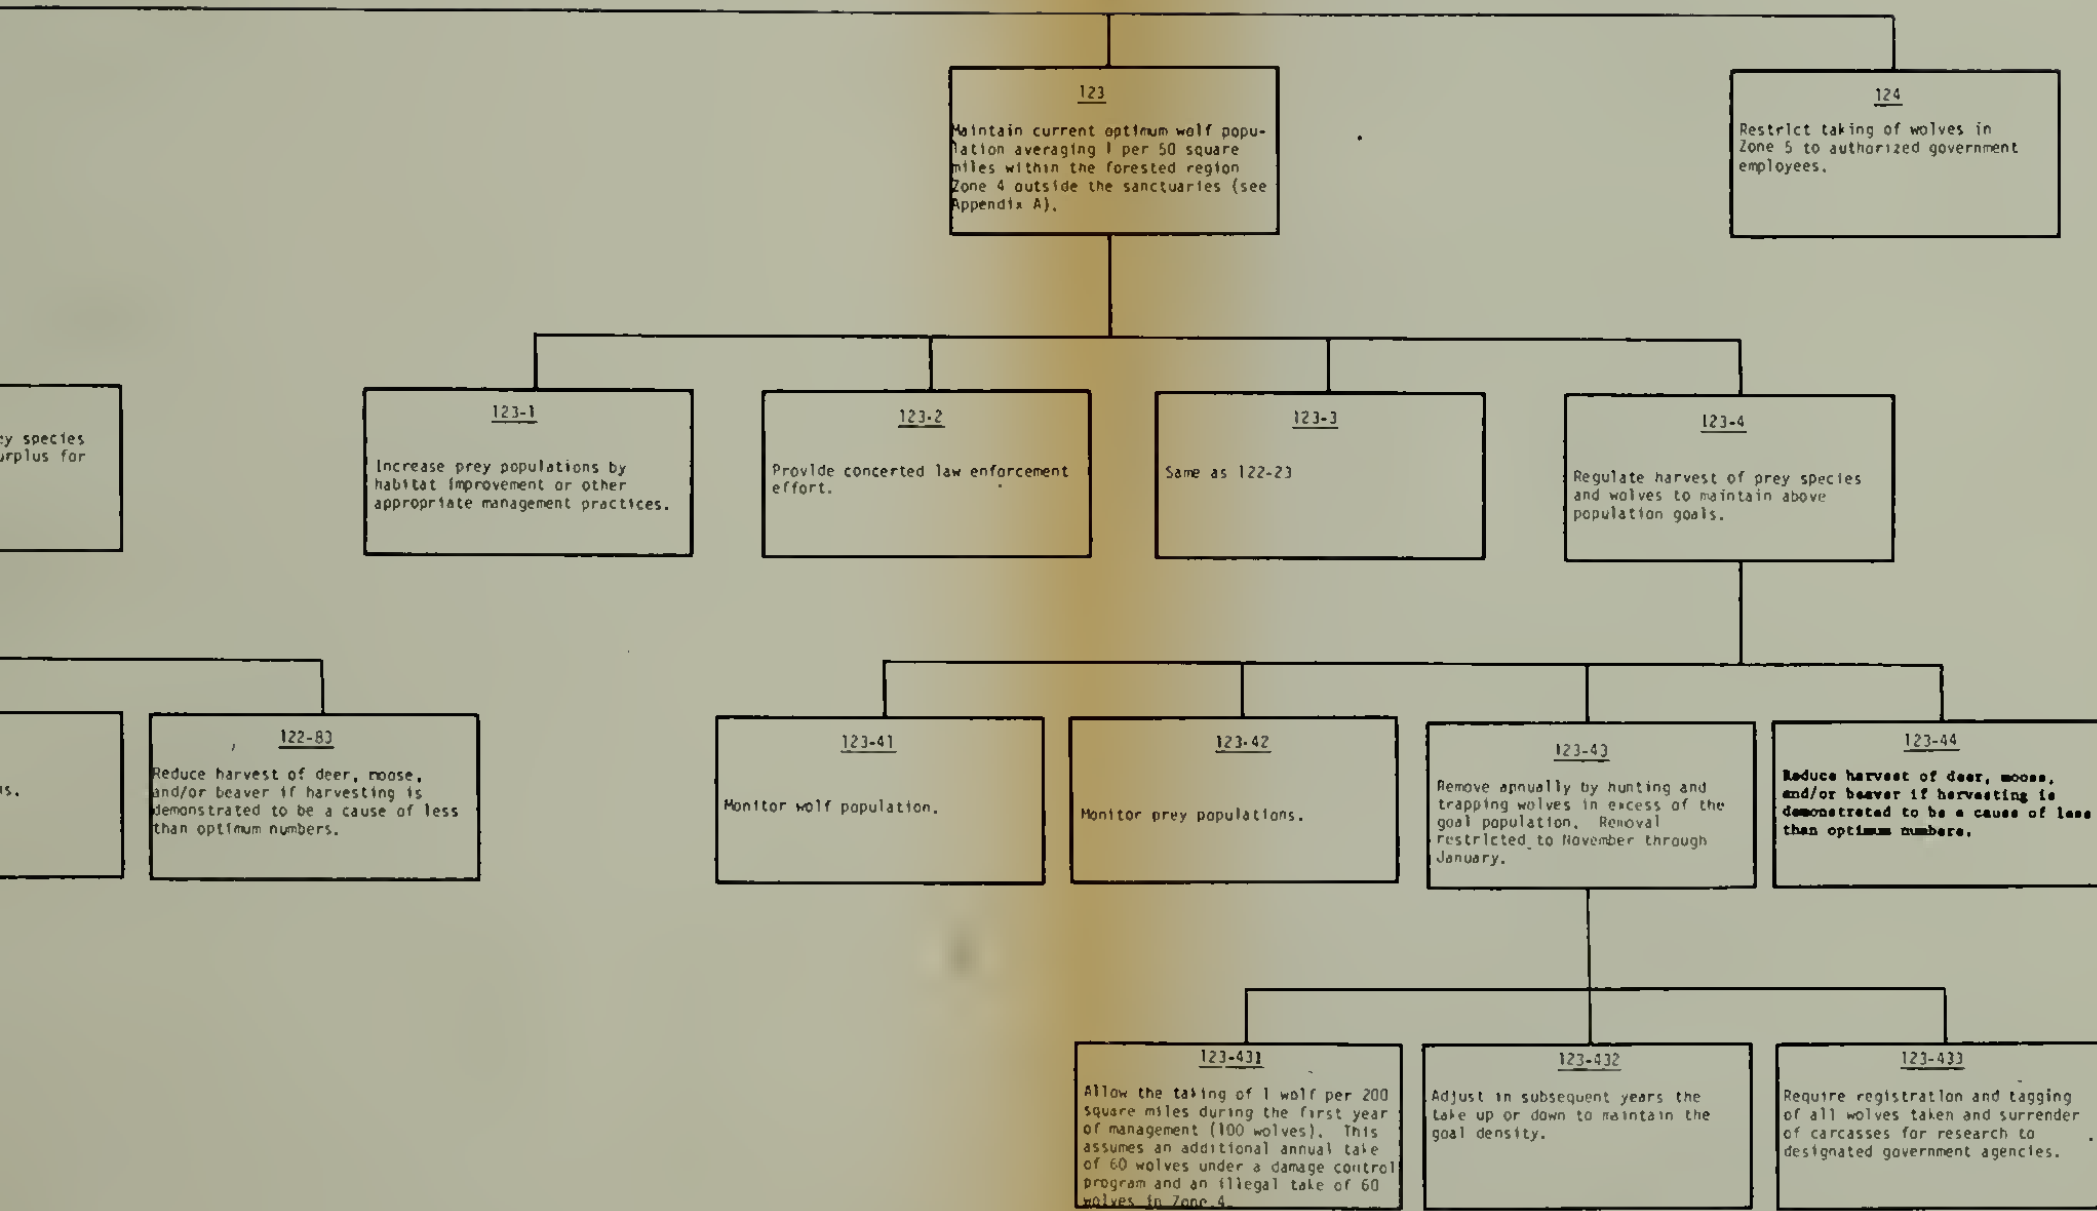 123
Maintain current optimum wolf popu-
lation averaging 1 per 50 square
miles within the forested region
Zone 4 outside the sanctuaries (see
Appendix A).
124
Restrict taking of wolves in
Zone 5 to authorized government
employees.
species
for
123-1
Increase prey populations by
habitat improvement or other
appropriate management practices.
123-2
Provide concerted law enforcement
effort.
123-3
Same as 122-23
123-4
Regulate harvest of prey species
and wolves to maintain above
population goals.
122-83
Reduce harvest of deer, moose,
and/or beaver if harvesting is
demonstrated to be a cause of less
than optimum numbers.
123-41
Monitor wolf population.
123-42
Monitor prey populations.
123-43
Remove annually by hunting and
trapping wolves in excess of the
goal population. Removal
restricted to November through
January.
123-44
Reduce harvest of deer, moose,
and/or beaver if harvesting is
demonstrated to be a cause of less
than optimum numbers.
123-431
Allow the taking of 1 wolf per 200
square miles during the first year
of management (100 wolves). This
assumes an additional annual take
of 60 wolves under a damage control
program and an illegal take of 60
wolves in Zone 4.
123-432
Adjust in subsequent years the
take up or down to maintain the
goal density.
123-433
Require registration and tagging
of all wolves taken and surrender
of carcasses for research to
designated government agencies.